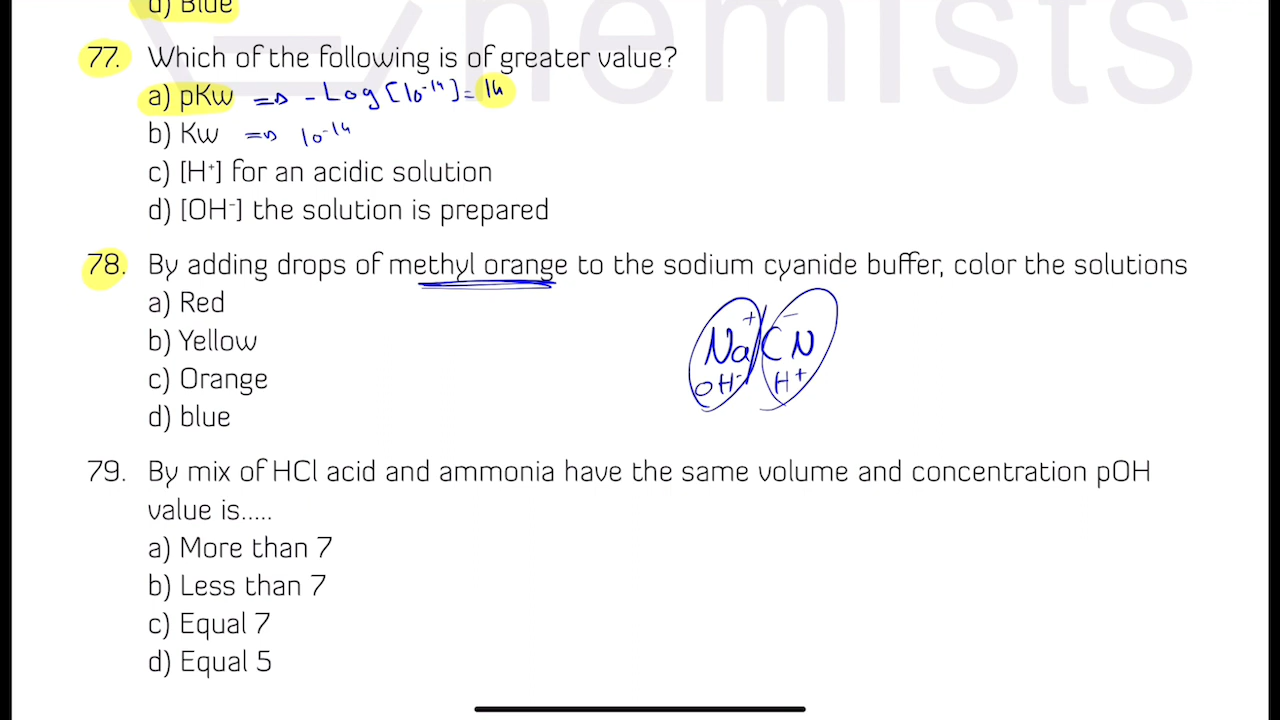 d) Blue
hemists
77. Which of the following is of greater value?
a) pKw ⇒ - Log [10⁻¹⁴] = 14
b) Kw ⇒ 10⁻¹⁴
c) [H⁺] for an acidic solution
d) [OH⁻] the solution is prepared
78. By adding drops of methyl orange to the sodium cyanide buffer, color the solutions
a) Red
b) Yellow
c) Orange
d) blue
Na⁺ / CN⁻
OH⁻ H⁺
79. By mix of HCl acid and ammonia have the same volume and concentration pOH
value is.....
a) More than 7
b) Less than 7
c) Equal 7
d) Equal 5